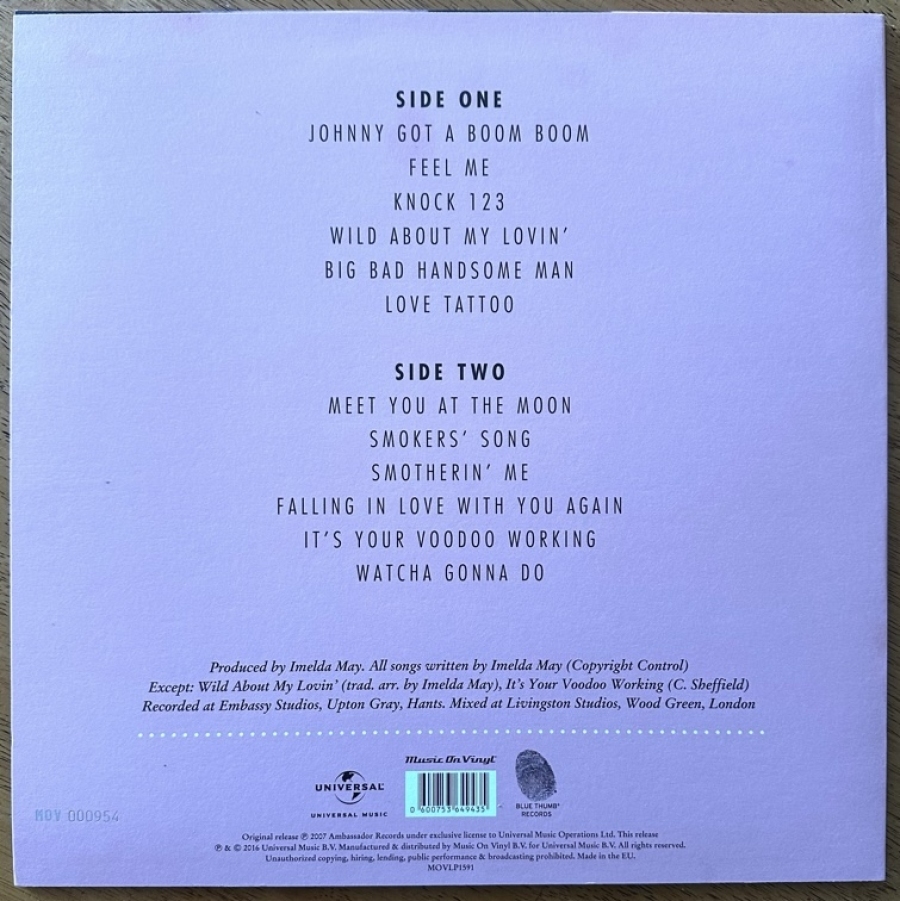 SIDE ONE
JOHNNY GOT A BOOM BOOM
FEEL ME
KNOCK 123
WILD ABOUT MY LOVIN'
BIG BAD HANDSOME MAN
LOVE TATTOO
SIDE TWO
MEET YOU AT THE MOON
SMOKERS' SONG
SMOTHERIN' ME
FALLING IN LOVE WITH YOU AGAIN
IT'S YOUR VOODOO WORKING
WATCHA GONNA DO
Produced by Imelda May. All songs written by Imelda May (Copyright Control)
Except: Wild About My Lovin' (trad. arr. by Imelda May), It's Your Voodoo Working (C. Sheffield)
Recorded at Embassy Studios, Upton Gray, Hants. Mixed at Livingston Studios, Wood Green, London
Music On Vinyl
UNIVERSAL
UNIVERSAL MUSIC
0 600753 649435
BLUE THUMB®
RECORDS
MOV 000954
Original release ℗ 2007 Ambassador Records under exclusive license to Universal Music Operations Ltd. This release
℗ & © 2016 Universal Music B.V. Manufactured & distributed by Music On Vinyl B.V. for Universal Music B.V. All rights reserved.
Unauthorized copying, hiring, lending, public performance & broadcasting prohibited. Made in the EU.
MOVLP1591